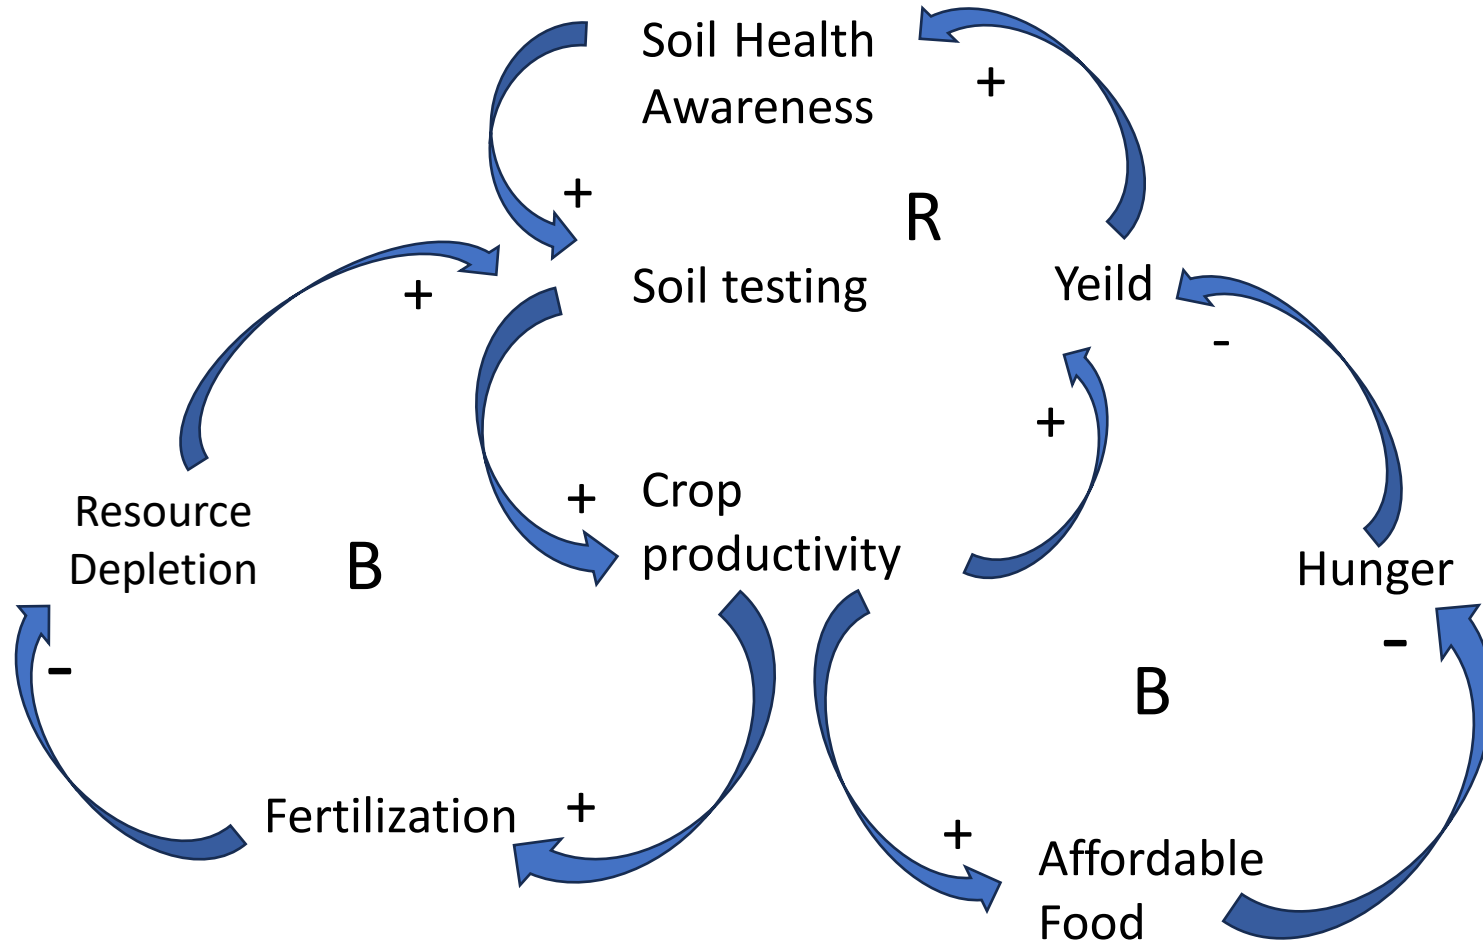 Soil Health
Awareness
+
+
R
+
Soil testing
Yeild
-
+
+
Crop
productivity
Resource
Depletion
B
Hunger
-
-
B
+
Fertilization
+
Affordable
Food